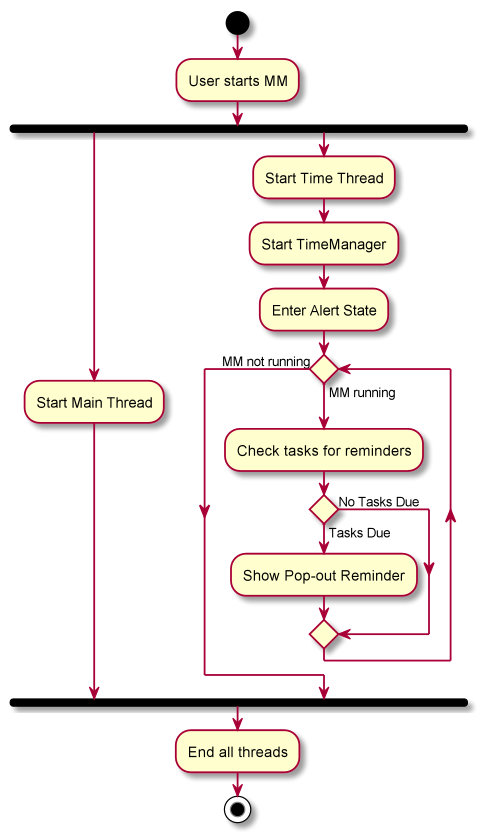 User starts MM
Start Time Thread
Start TimeManager
Enter Alert State
MM not running
MM running
Start Main Thread
Check tasks for reminders
No Tasks Due
Tasks Due
Show Pop-out Reminder
End all threads